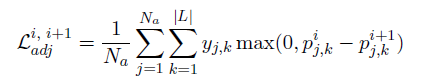 $\mathcal{L}_{adj}^{i,\,i+1} = \frac{1}{N_a} \sum_{j=1}^{N_a} \sum_{k=1}^{|L|} y_{j,k} \max(0, p_{j,k}^{i} - p_{j,k}^{i+1})$